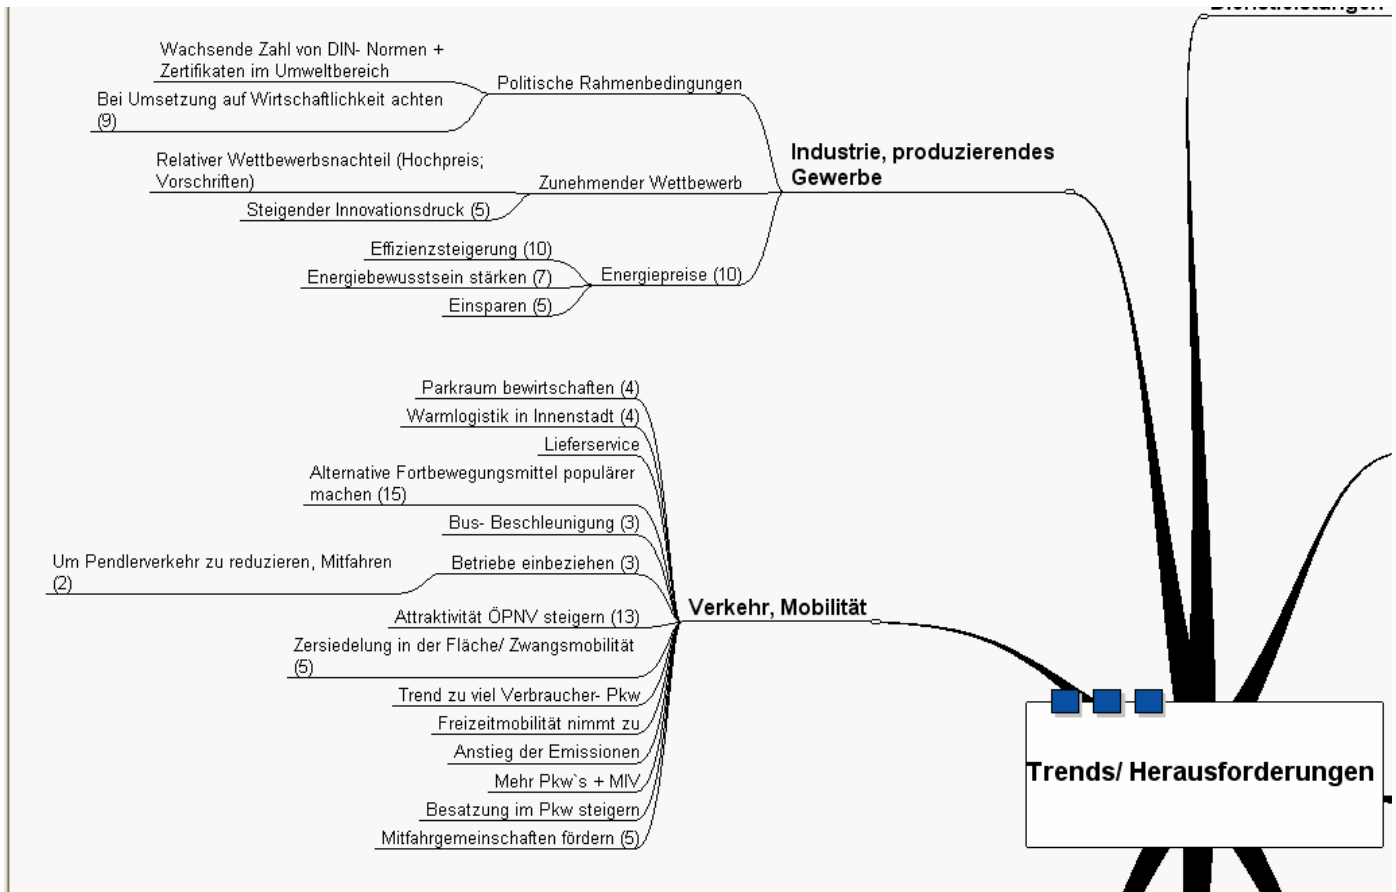 Dienstleistungen
Wachsende Zahl von DIN- Normen +
Zertifikaten im Umweltbereich
Bei Umsetzung auf Wirtschaftlichkeit achten
(9)
Politische Rahmenbedingungen
Relativer Wettbewerbsnachteil (Hochpreis;
Vorschriften)
Steigender Innovationsdruck (5)
Zunehmender Wettbewerb
Effizienzsteigerung (10)
Energiebewusstsein stärken (7)
Einsparen (5)
Energiepreise (10)
Industrie, produzierendes
Gewerbe
Parkraum bewirtschaften (4)
Warmlogistik in Innenstadt (4)
Lieferservice
Alternative Fortbewegungsmittel populärer
machen (15)
Bus- Beschleunigung (3)
Um Pendlerverkehr zu reduzieren, Mitfahren
(2)
Betriebe einbeziehen (3)
Attraktivität ÖPNV steigern (13)
Zersiedelung in der Fläche/ Zwangsmobilität
(5)
Trend zu viel Verbraucher- Pkw
Freizeitmobilität nimmt zu
Anstieg der Emissionen
Mehr Pkw`s + MIV
Besatzung im Pkw steigern
Mitfahrgemeinschaften fördern (5)
Verkehr, Mobilität
Trends/ Herausforderungen